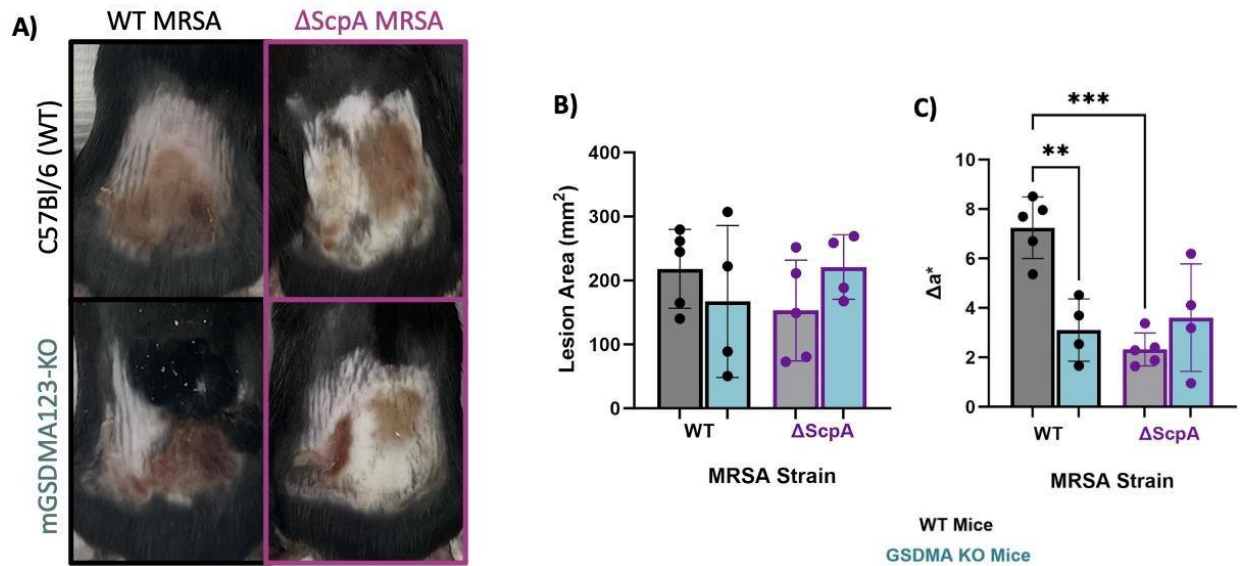 A)
WT MRSA
ΔScpA MRSA
C57Bl/6 (WT)
mGSDMA123-KO
B)
Lesion Area (mm²)
400
300
200
100
0
WT
ΔScpA
MRSA Strain
C)
***
**
Δa*
10
8
6
4
2
0
WT
ΔScpA
MRSA Strain
WT Mice
GSDMA KO Mice